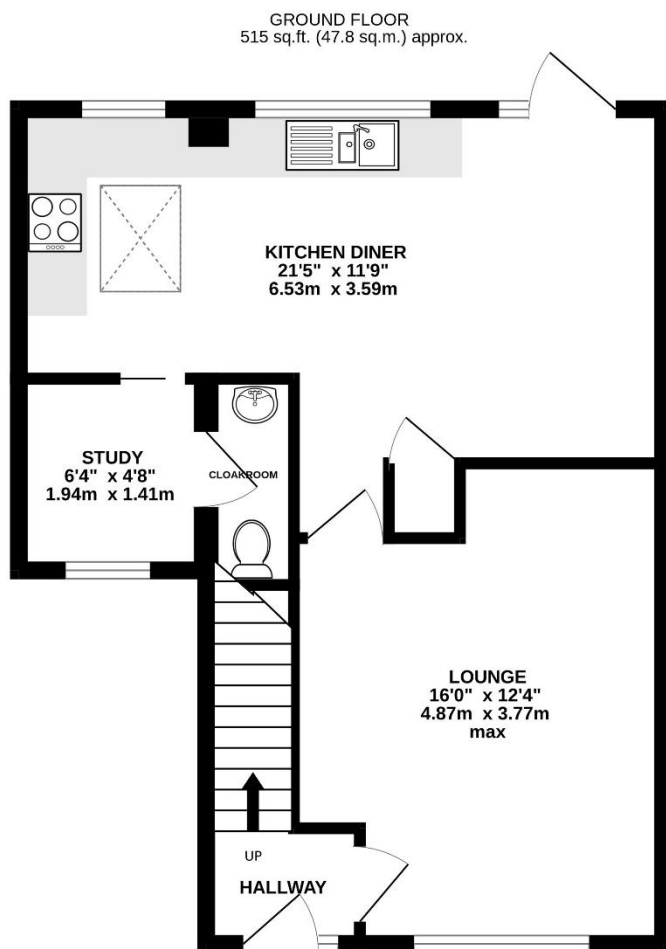 GROUND FLOOR
515 sq.ft. (47.8 sq.m.) approx.
KITCHEN DINER
21'5" x 11'9"
6.53m x 3.59m
STUDY
6'4" x 4'8"
1.94m x 1.41m
CLOAKROOM
LOUNGE
16'0" x 12'4"
4.87m x 3.77m
max
UP
HALLWAY